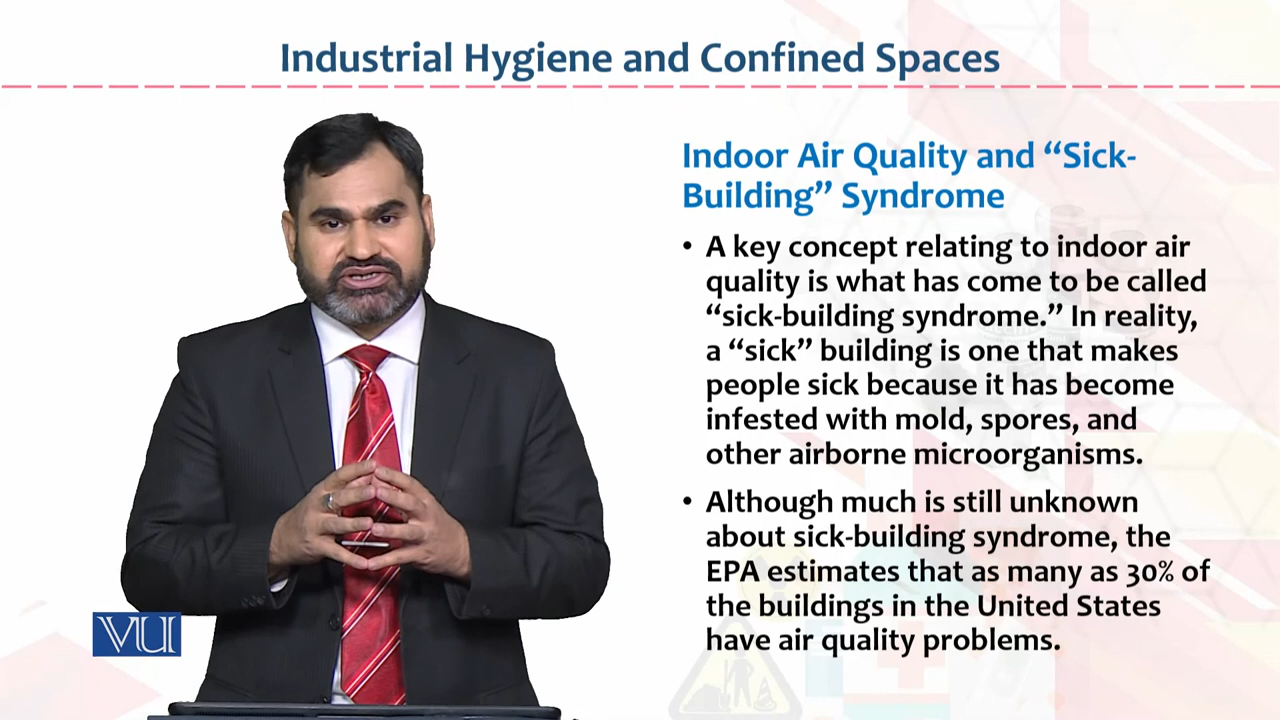 Industrial Hygiene and Confined Spaces
Indoor Air Quality and “Sick-
Building” Syndrome
• A key concept relating to indoor air
quality is what has come to be called
“sick-building syndrome.” In reality,
a “sick” building is one that makes
people sick because it has become
infested with mold, spores, and
other airborne microorganisms.
• Although much is still unknown
about sick-building syndrome, the
EPA estimates that as many as 30% of
the buildings in the United States
have air quality problems.
VU